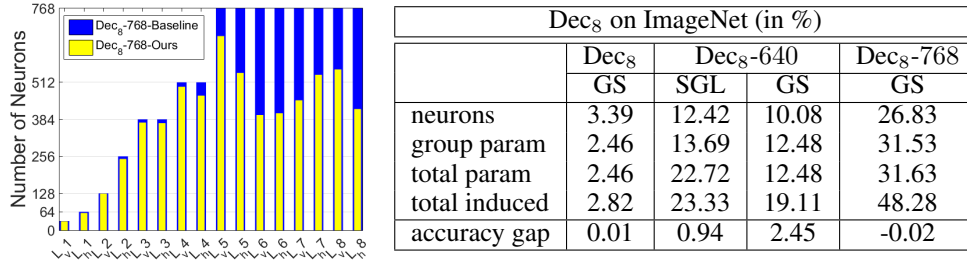 Number of Neurons
768
640
512
384
256
128
64
0
Dec8-768-Baseline
Dec8-768-Ours
Lv1 Lh1 Lv2 Lh2 Lv3 Lh3 Lv4 Lh4 Lv5 Lh5 Lv6 Lh6 Lv7 Lh7 Lv8 Lh8
Dec8 on ImageNet (in %)
Dec8 Dec8-640 Dec8-768
GS SGL GS GS
neurons 3.39 12.42 10.08 26.83
group param 2.46 13.69 12.48 31.53
total param 2.46 22.72 12.48 31.63
total induced 2.82 23.33 19.11 48.28
accuracy gap 0.01 0.94 2.45 -0.02